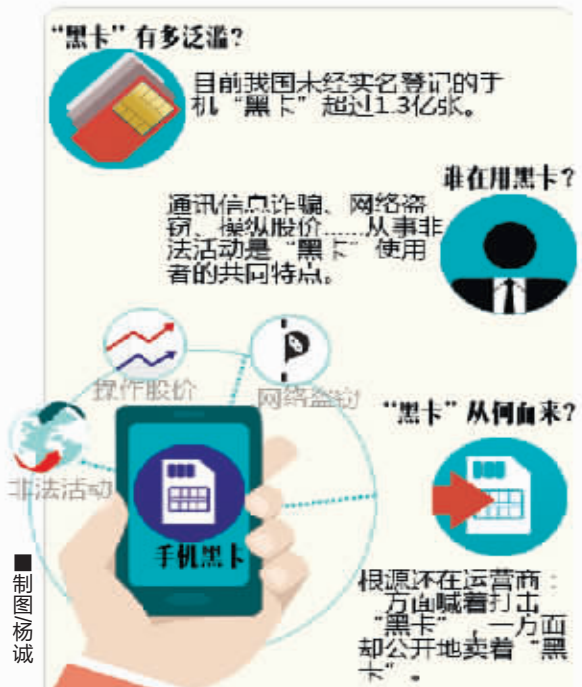 “黑卡”有多泛滥？
目前我国未经实名登记的手
机“黑卡”超过1.3亿张。
谁在用黑卡？
通讯信息诈骗、网络盗
窃、操纵股价......从事非
法活动是“黑卡”使用
者的共同特点。
操作股价
网络盗窃
非法活动
手机黑卡
“黑卡”从何而来？
根源还在运营商：
一方面喊着打击
“黑卡”，一方面
却公开地卖着“黑
卡”。
■制图/杨诚